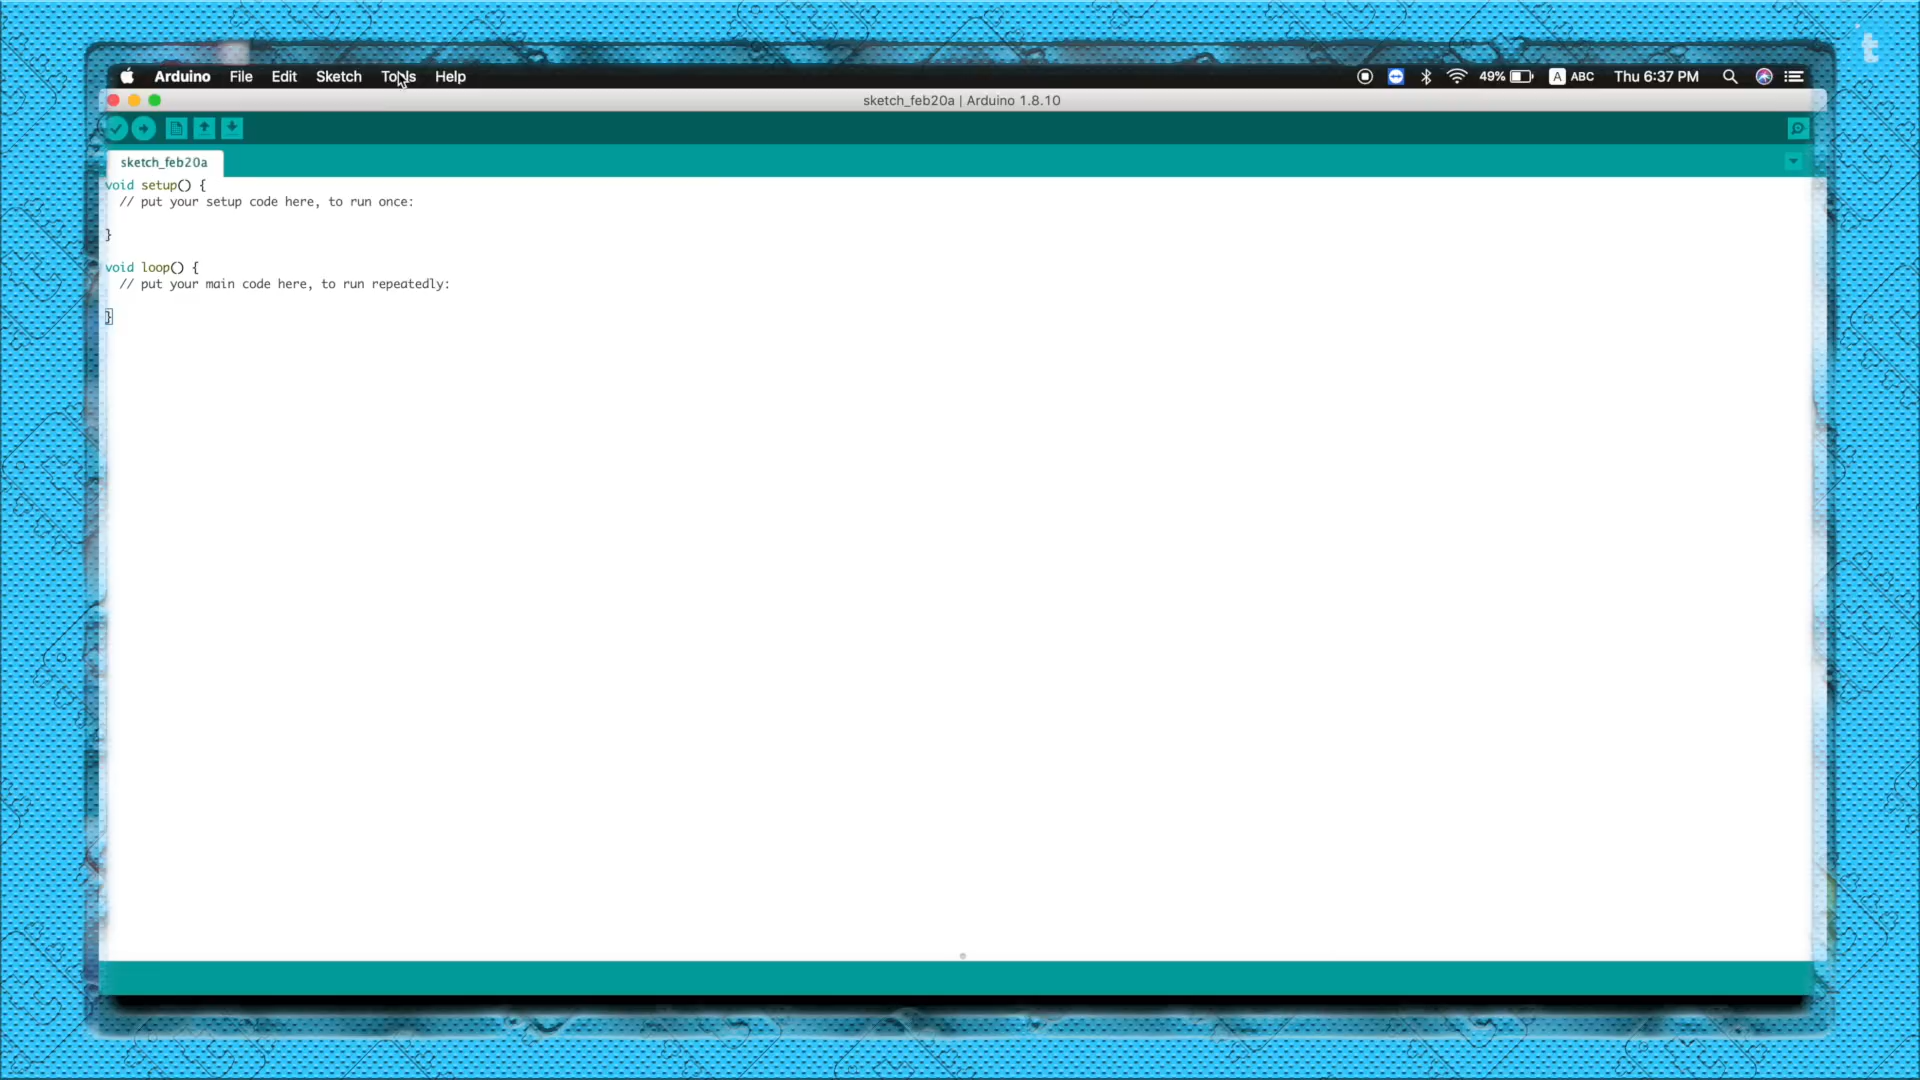 Arduino File Edit Sketch Tools Help 49% A ABC Thu 6:37 PM
sketch_feb20a | Arduino 1.8.10
sketch_feb20a
void setup() {
// put your setup code here, to run once:
}
void loop() {
// put your main code here, to run repeatedly:
}
t